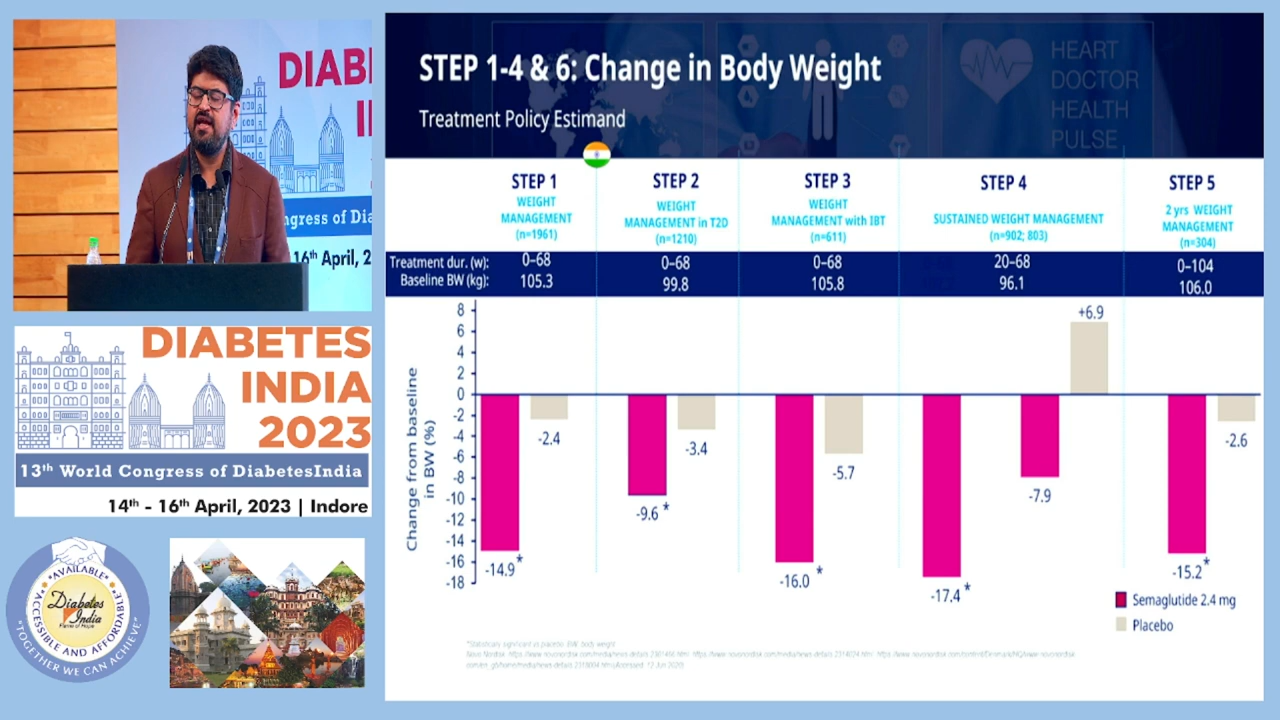 DIAB
I
ngress of Dia
16th April, 2
DIABETES
INDIA
2023
13th World Congress of DiabetesIndia
14th - 16th April, 2023 | Indore
"AVAILABLE"
"ACCESSIBLE AND AFFORDABLE"
Diabetes
India
"TOGETHER WE CAN ACHIEVE"
STEP 1-4 & 6: Change in Body Weight
Treatment Policy Estimand
HEART
DOCTOR
HEALTH
PULSE
STEP 1
WEIGHT
MANAGEMENT
(n=1961)
STEP 2
WEIGHT
MANAGEMENT in T2D
(n=1210)
STEP 3
WEIGHT
MANAGEMENT with IBT
(n=611)
STEP 4
SUSTAINED WEIGHT MANAGEMENT
(n=902; 803)
STEP 5
2 yrs WEIGHT
MANAGEMENT
(n=304)
Treatment dur. (w): 0–68 0–68 0–68 20–68 0–104
Baseline BW (kg): 105.3 99.8 105.8 96.1 106.0
Change from baseline
in BW (%)
8
6
4
2
0
-2
-4
-6
-8
-10
-12
-14
-16
-18
-14.9*
-2.4
-9.6 *
-3.4
-16.0 *
-5.7
-17.4 *
-7.9
+6.9
-15.2*
-2.6
Semaglutide 2.4 mg
Placebo
*Statistically significant vs placebo. BW: body weight